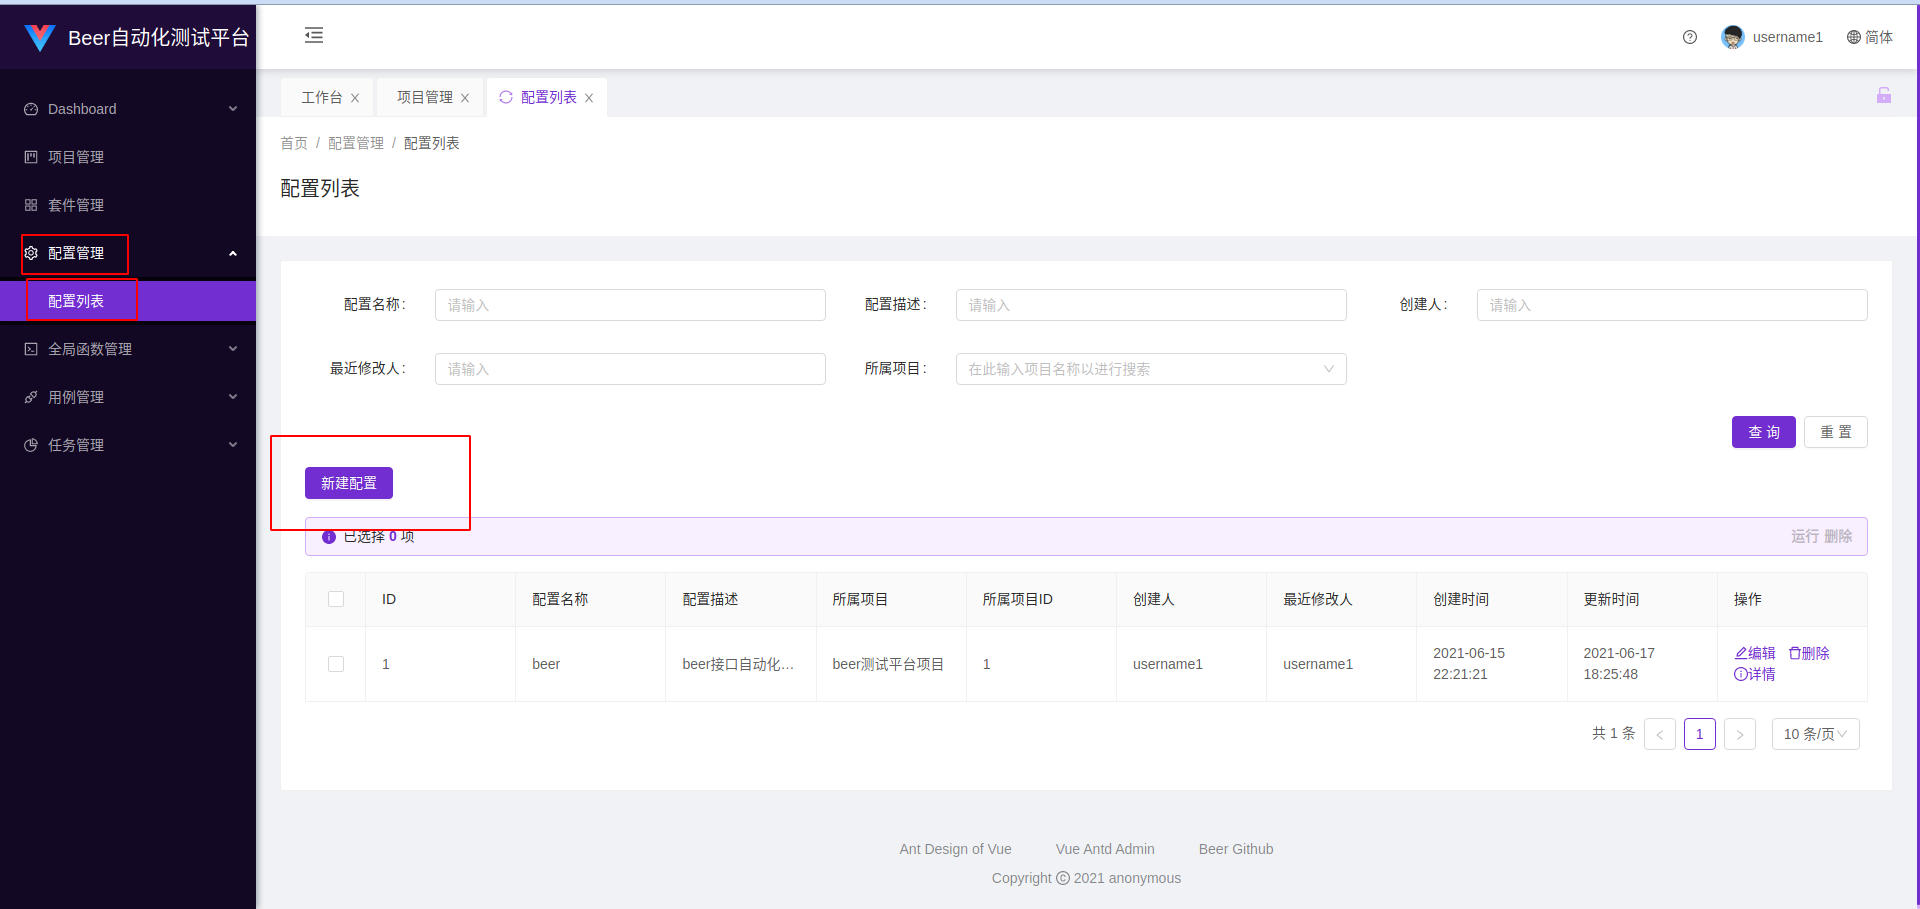 Beer自动化测试平台
username1
简体
Dashboard
项目管理
套件管理
配置管理
配置列表
全局函数管理
用例管理
任务管理
工作台
项目管理
配置列表
首页 / 配置管理 / 配置列表
配置列表
配置名称:
请输入
配置描述:
请输入
创建人:
请输入
最近修改人:
请输入
所属项目:
在此输入项目名称以进行搜索
查 询
重 置
新建配置
已选择 0 项
运行 删除
ID 配置名称 配置描述 所属项目 所属项目ID 创建人 最近修改人 创建时间 更新时间 操作
1 beer beer接口自动化... beer测试平台项目 1 username1 username1 2021-06-15 22:21:21 2021-06-17 18:25:48 编辑 删除 详情
共 1 条 < 1 > 10 条/页
Ant Design of Vue Vue Antd Admin Beer Github
Copyright © 2021 anonymous